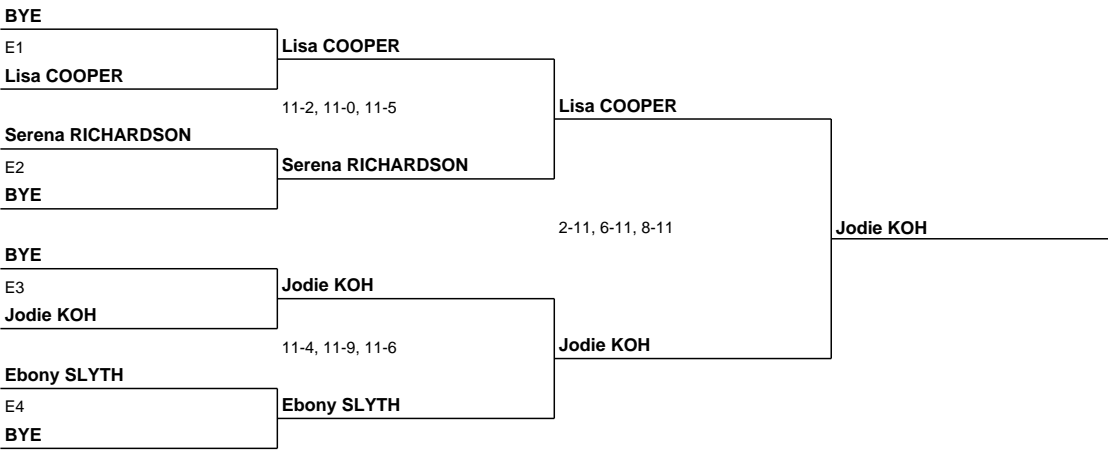 BYE
E1
Lisa COOPER
Lisa COOPER
11-2, 11-0, 11-5
Lisa COOPER
Serena RICHARDSON
E2
Serena RICHARDSON
BYE
2-11, 6-11, 8-11
Jodie KOH
BYE
E3
Jodie KOH
Jodie KOH
11-4, 11-9, 11-6
Jodie KOH
Ebony SLYTH
E4
Ebony SLYTH
BYE